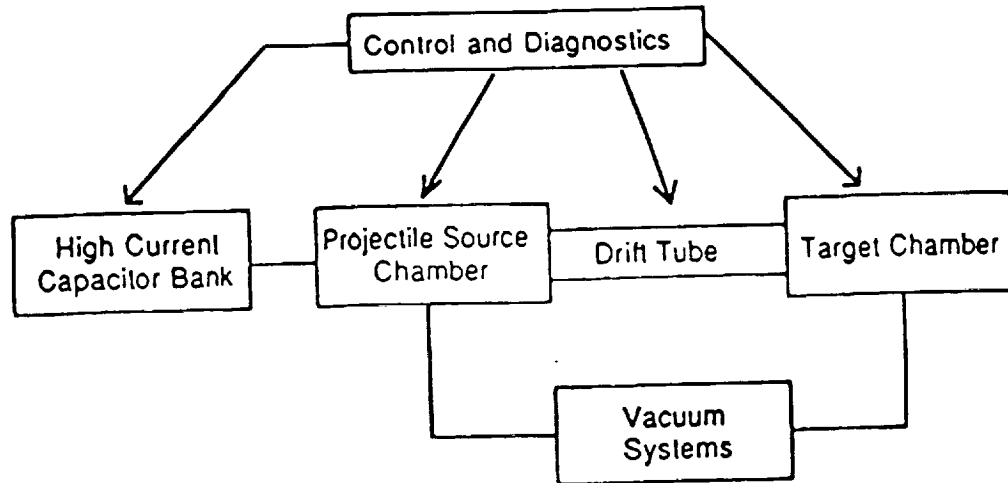 Control and Diagnostics
High Current
Capacitor Bank
Projectile Source
Chamber
Drift Tube
Target Chamber
Vacuum
Systems